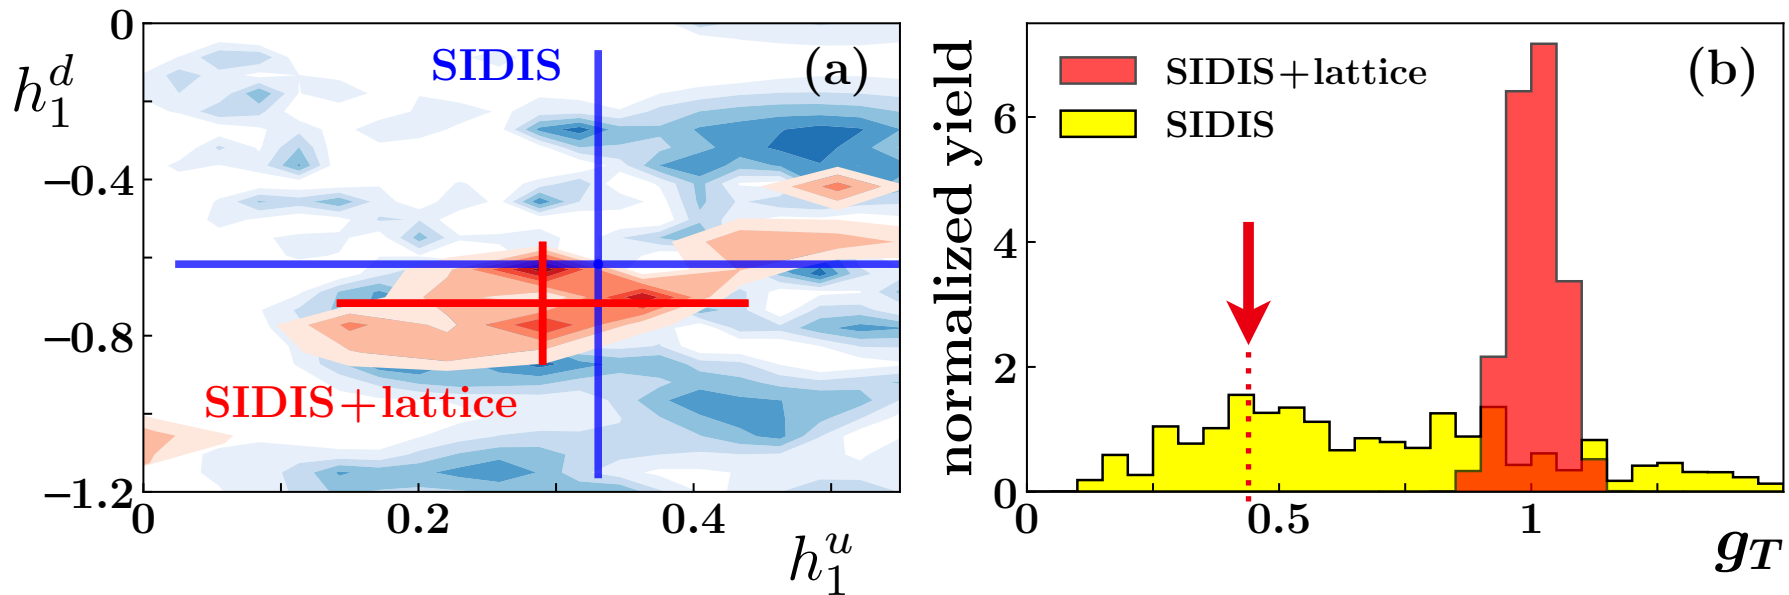 0
−0.4
−0.8
−1.2
h_1^d
SIDIS
(a)
SIDIS+lattice
0
0.2
0.4
h_1^u
normalized yield
6
4
2
0
SIDIS+lattice
SIDIS
(b)
0
0.5
1
g_T